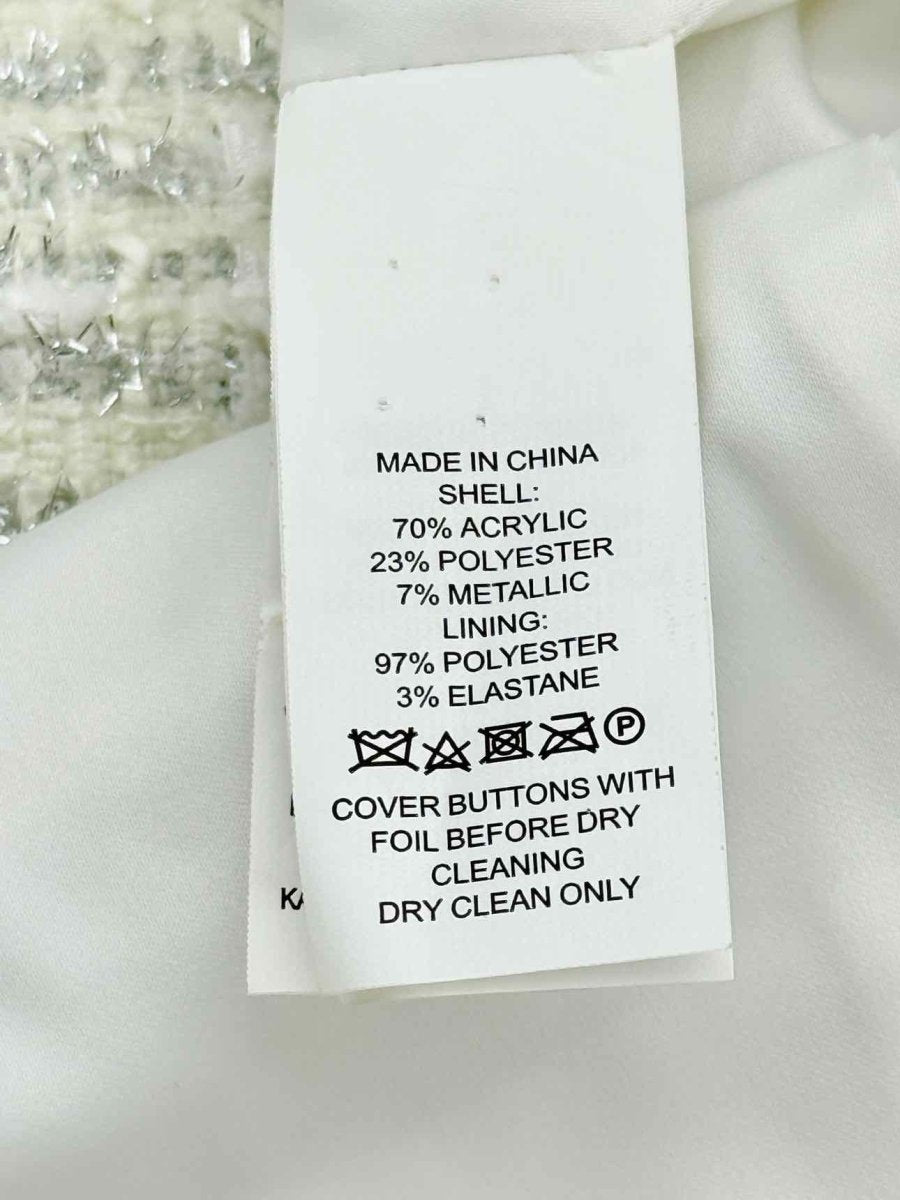 MADE IN CHINA
SHELL:
70% ACRYLIC
23% POLYESTER
7% METALLIC
LINING:
97% POLYESTER
3% ELASTANE
P
COVER BUTTONS WITH
FOIL BEFORE DRY
CLEANING
DRY CLEAN ONLY